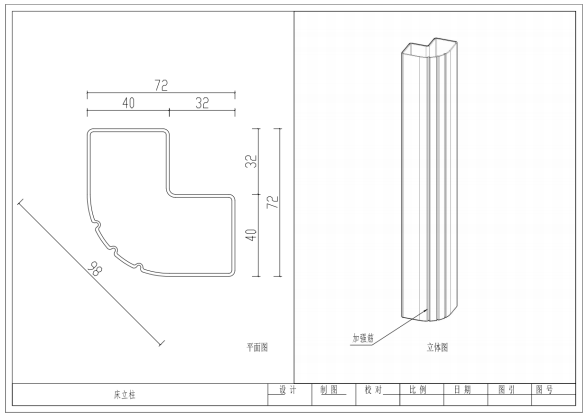 72
40 32
32
72
40
98
平面图
加强筋
立体图
床立柱
设计 制图 校对 比例 日期 图引 图号